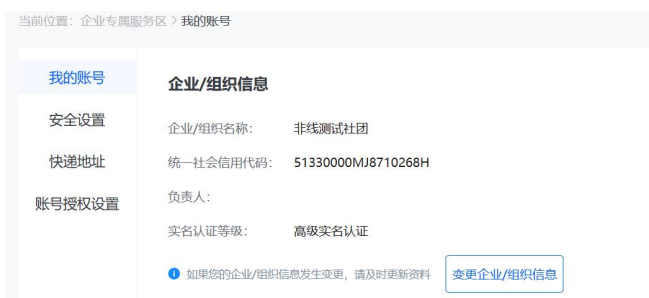 当前位置：企业专属服务区 > 我的账号
我的账号
安全设置
快递地址
账号授权设置
企业/组织信息
企业/组织名称： 非线测试社团
统一社会信用代码： 51330000MJ8710268H
负责人：
实名认证等级： 高级实名认证
如果您的企业/组织信息发生变更，请及时更新资料 变更企业/组织信息